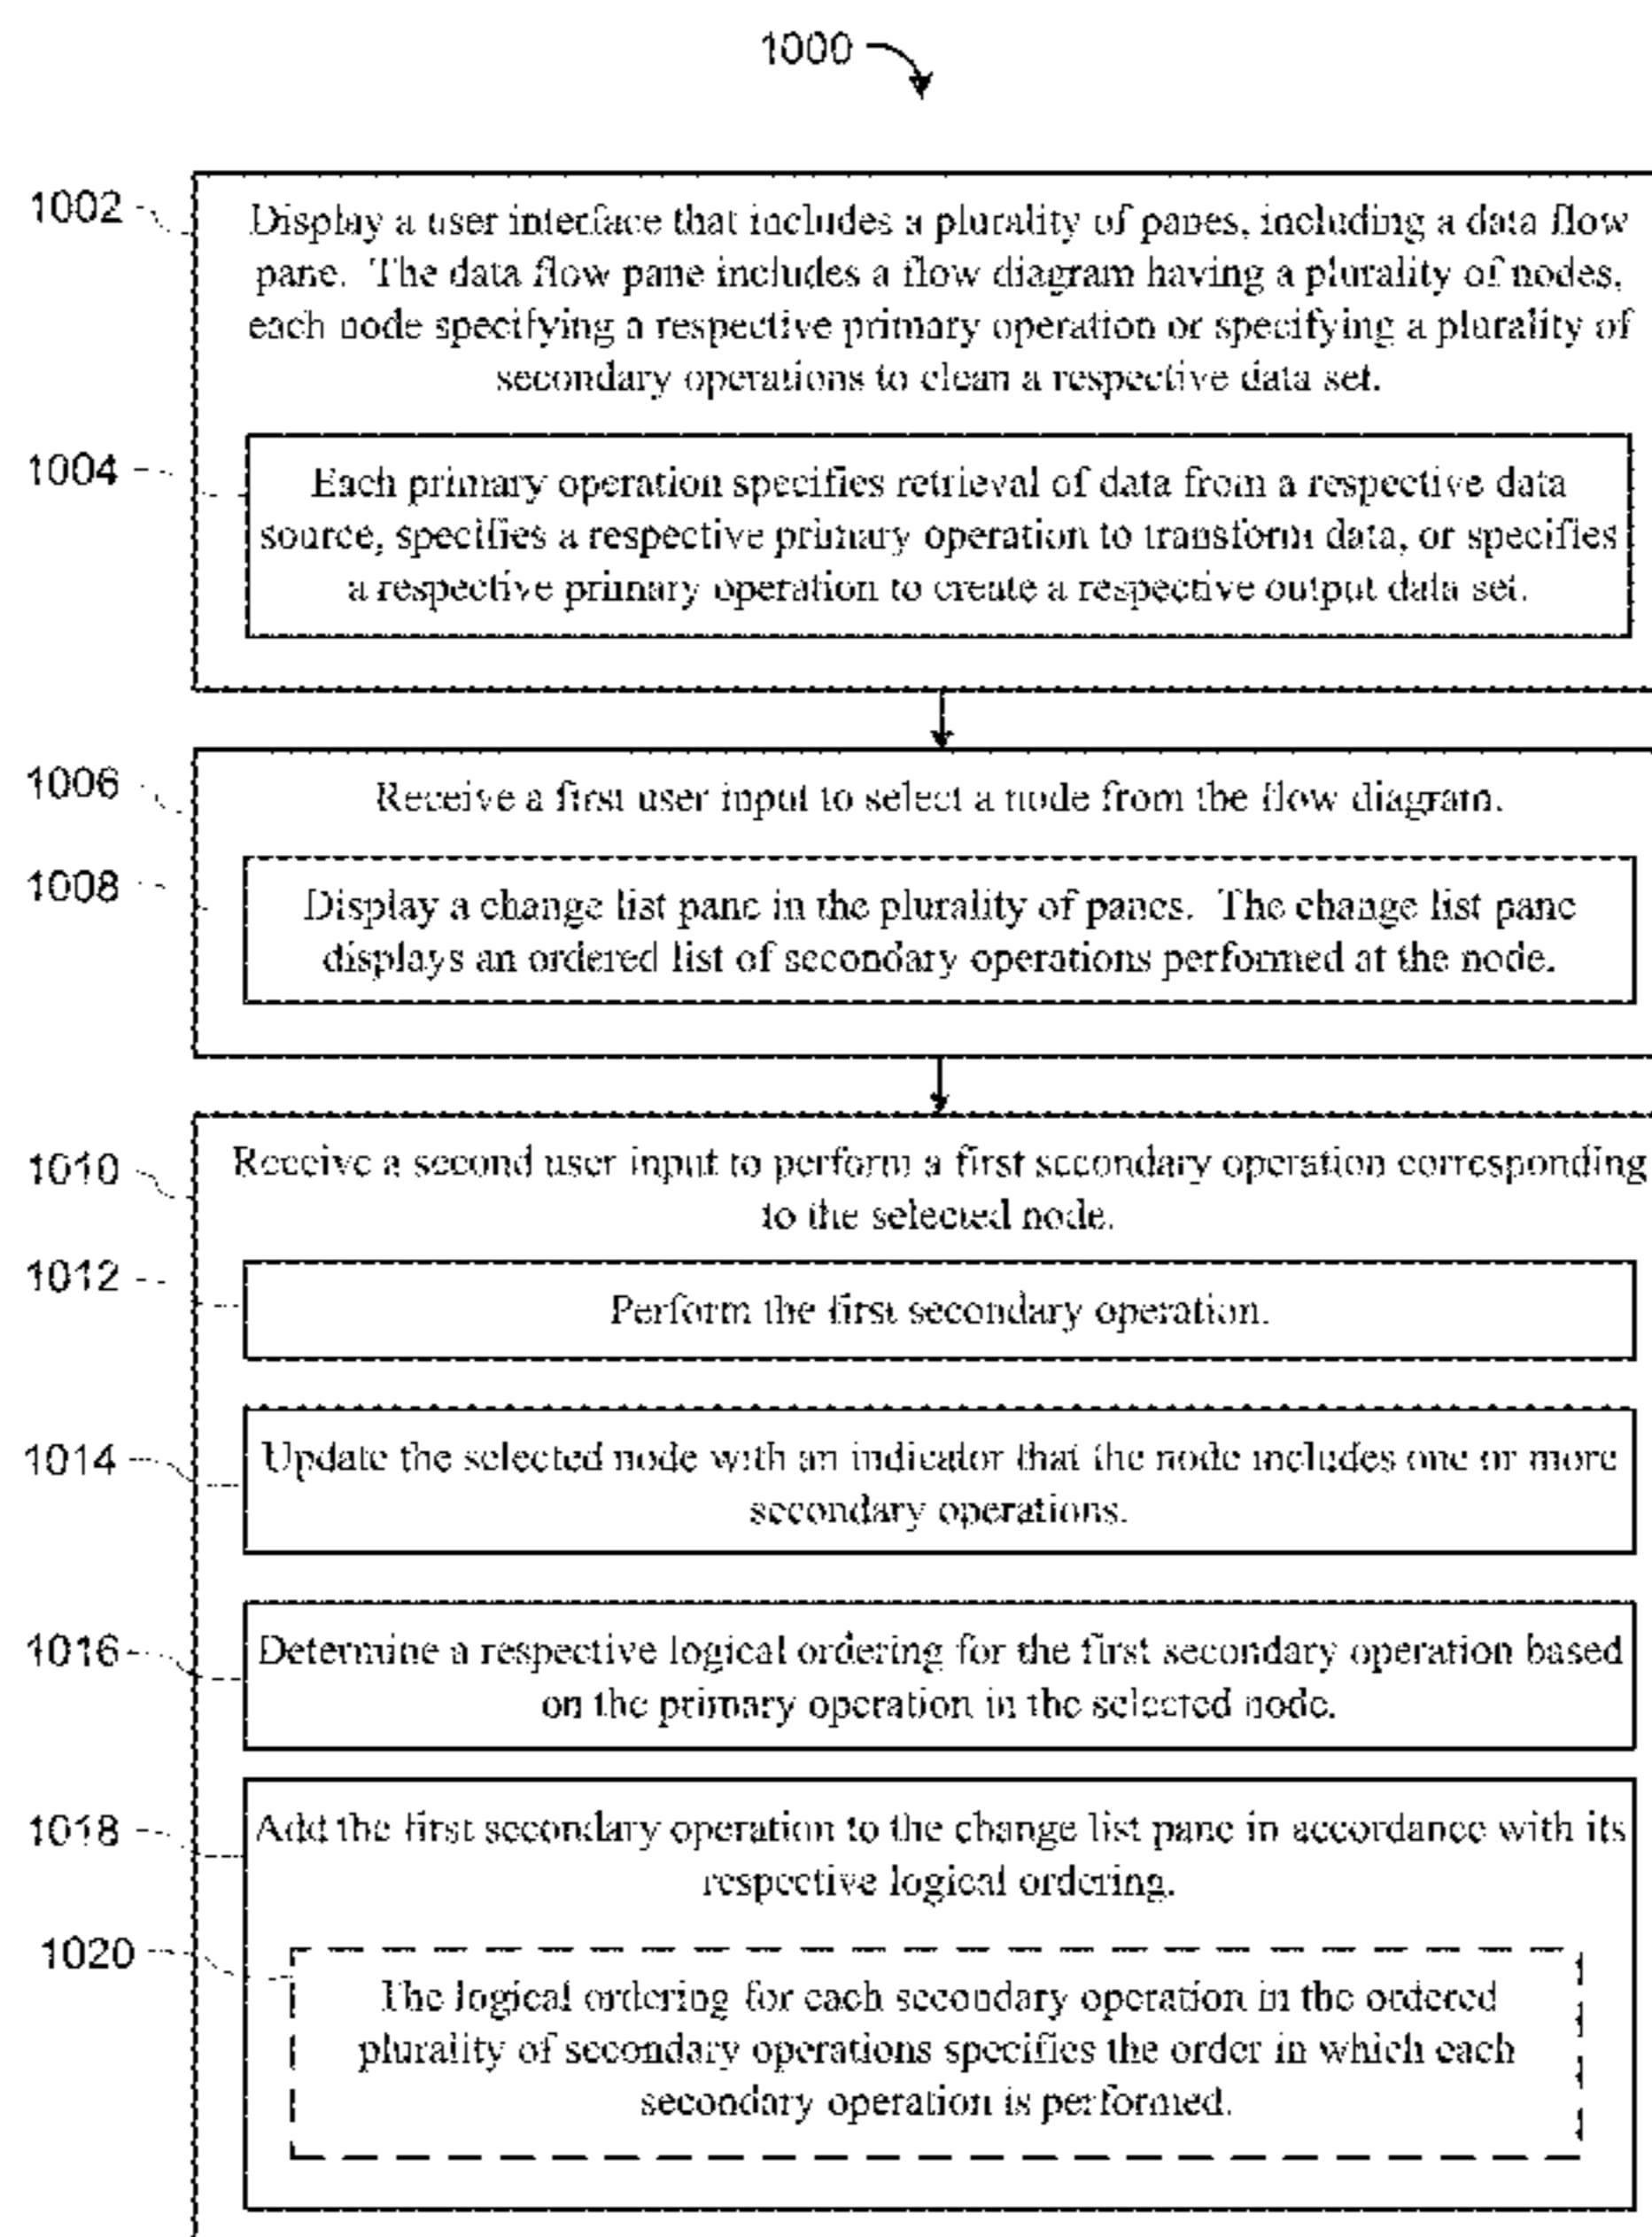 1000
1002
Display a user interface that includes a plurality of panes, including a data flow
pane. The data flow pane includes a flow diagram having a plurality of nodes,
each node specifying a respective primary operation or specifying a plurality of
secondary operations to clean a respective data set.
1004
Each primary operation specifies retrieval of data from a respective data
source, specifies a respective primary operation to transform data, or specifies
a respective primary operation to create a respective output data set.
1006
Receive a first user input to select a node from the flow diagram.
1008
Display a change list pane in the plurality of panes. The change list pane
displays an ordered list of secondary operations performed at the node.
1010
Receive a second user input to perform a first secondary operation corresponding
to the selected node.
1012
Perform the first secondary operation.
1014
Update the selected node with an indicator that the node includes one or more
secondary operations.
1016
Determine a respective logical ordering for the first secondary operation based
on the primary operation in the selected node.
1018
Add the first secondary operation to the change list pane in accordance with its
respective logical ordering.
1020
The logical ordering for each secondary operation in the ordered
plurality of secondary operations specifies the order in which each
secondary operation is performed.